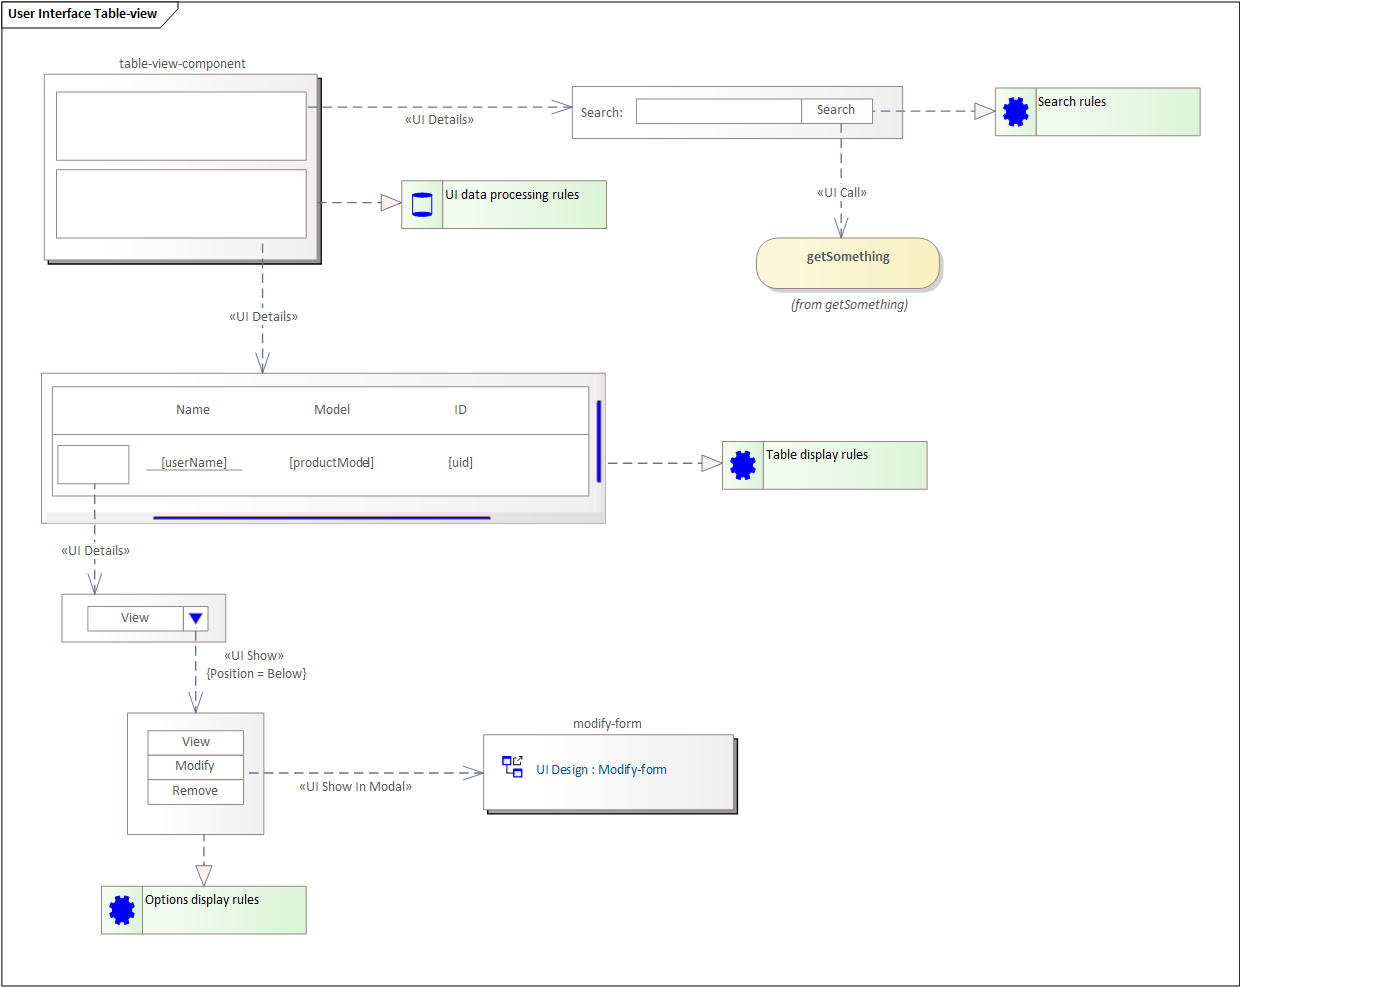 User Interface Table-view
table-view-component
«UI Details»
Search:
Search
Search rules
UI data processing rules
«UI Call»
getSomething
(from getSomething)
«UI Details»
Name Model ID
[userName] [productModel] [uid]
Table display rules
«UI Details»
View
«UI Show»
{Position = Below}
View
Modify
Remove
«UI Show In Modal»
modify-form
UI Design : Modify-form
Options display rules